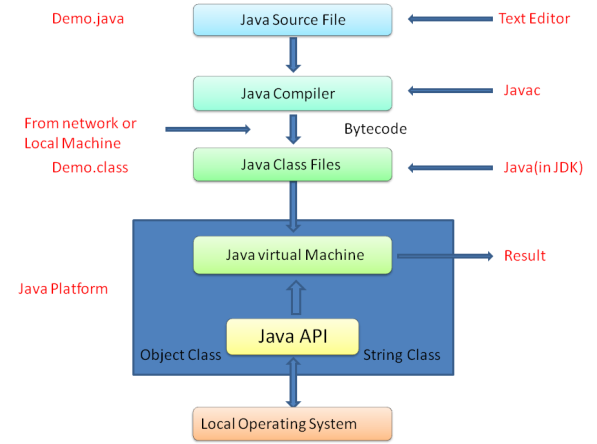 Demo.java
Java Source File
Text Editor
Java Compiler
Javac
From network or
Local Machine
Bytecode
Demo.class
Java Class Files
Java(in JDK)
Java virtual Machine
Result
Java Platform
Java API
Object Class
String Class
Local Operating System